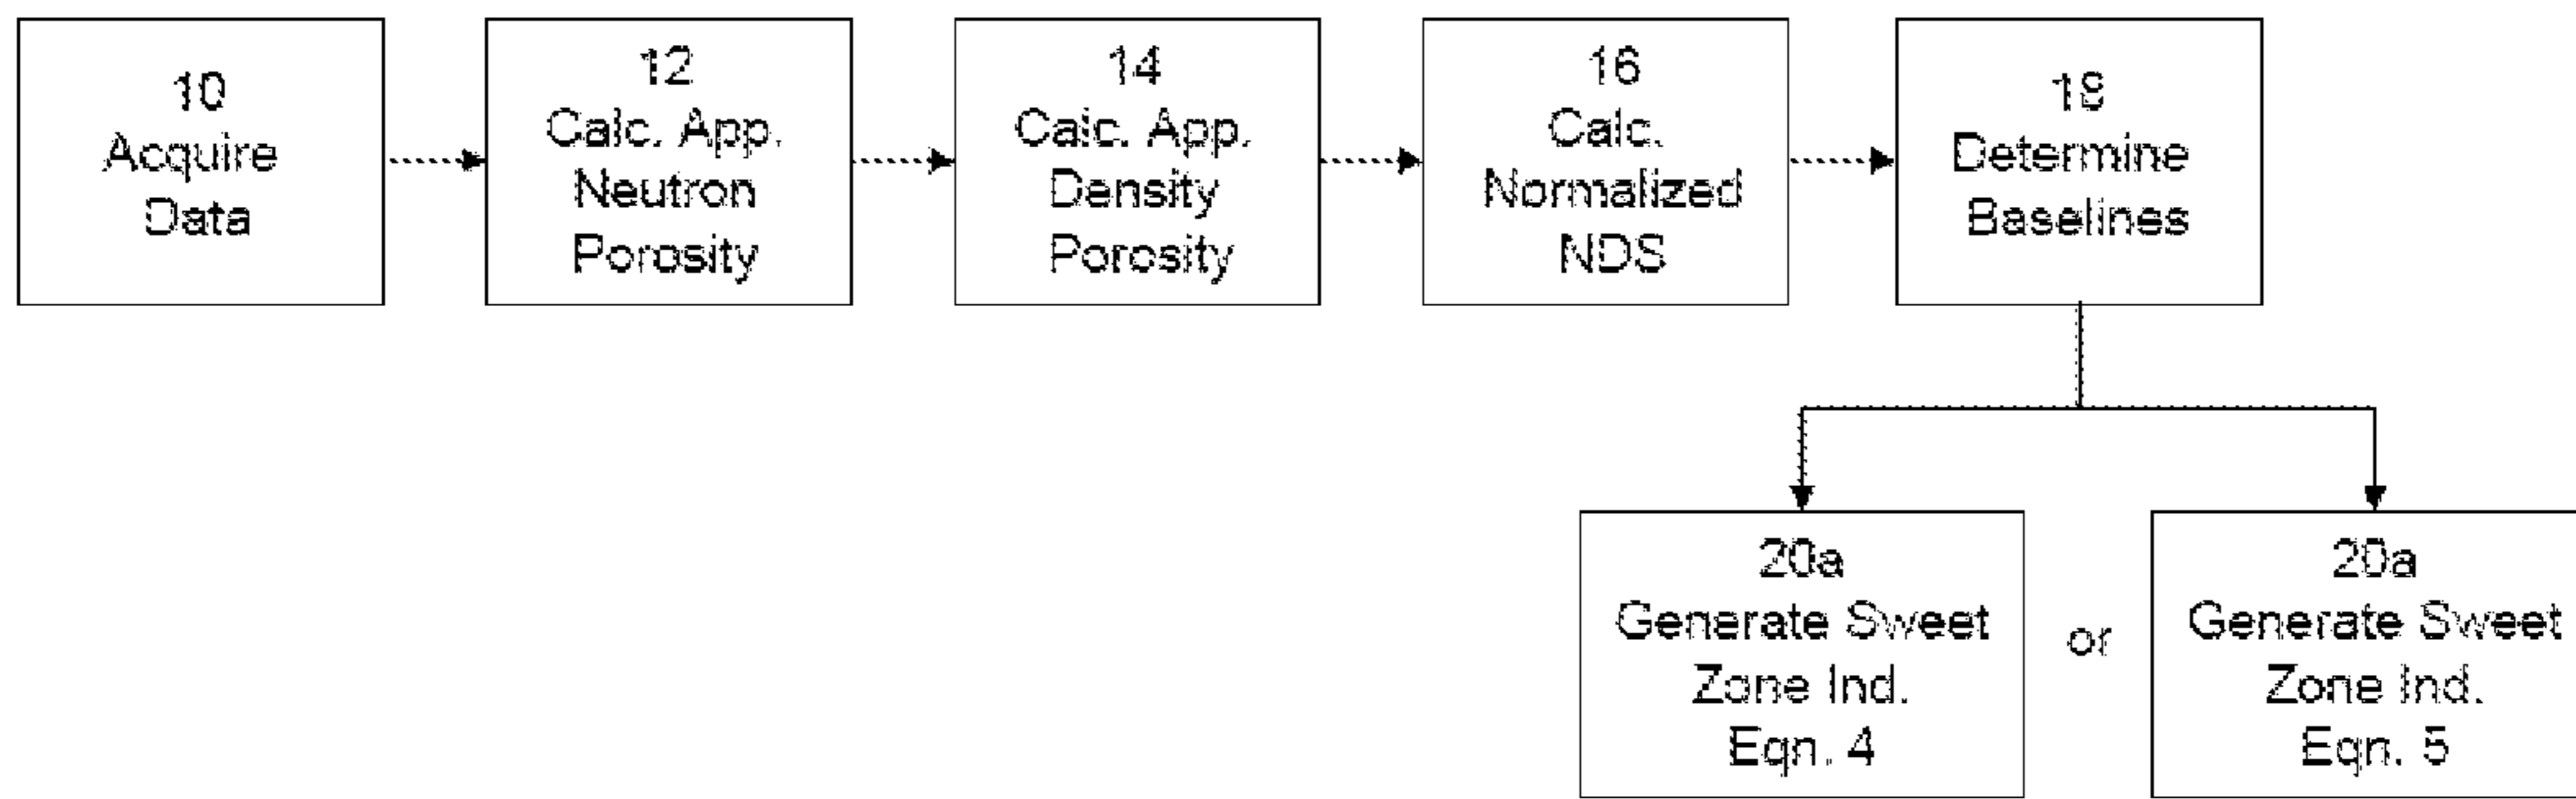 10
Acquire
Data
12
Calc. App.
Neutron
Porosity
14
Calc. App.
Density
Porosity
16
Calc.
Normalized
NDS
18
Determine
Baselines
20a
Generate Sweet
Zone Ind.
Eqn. 4
or
20a
Generate Sweet
Zone Ind.
Eqn. 5